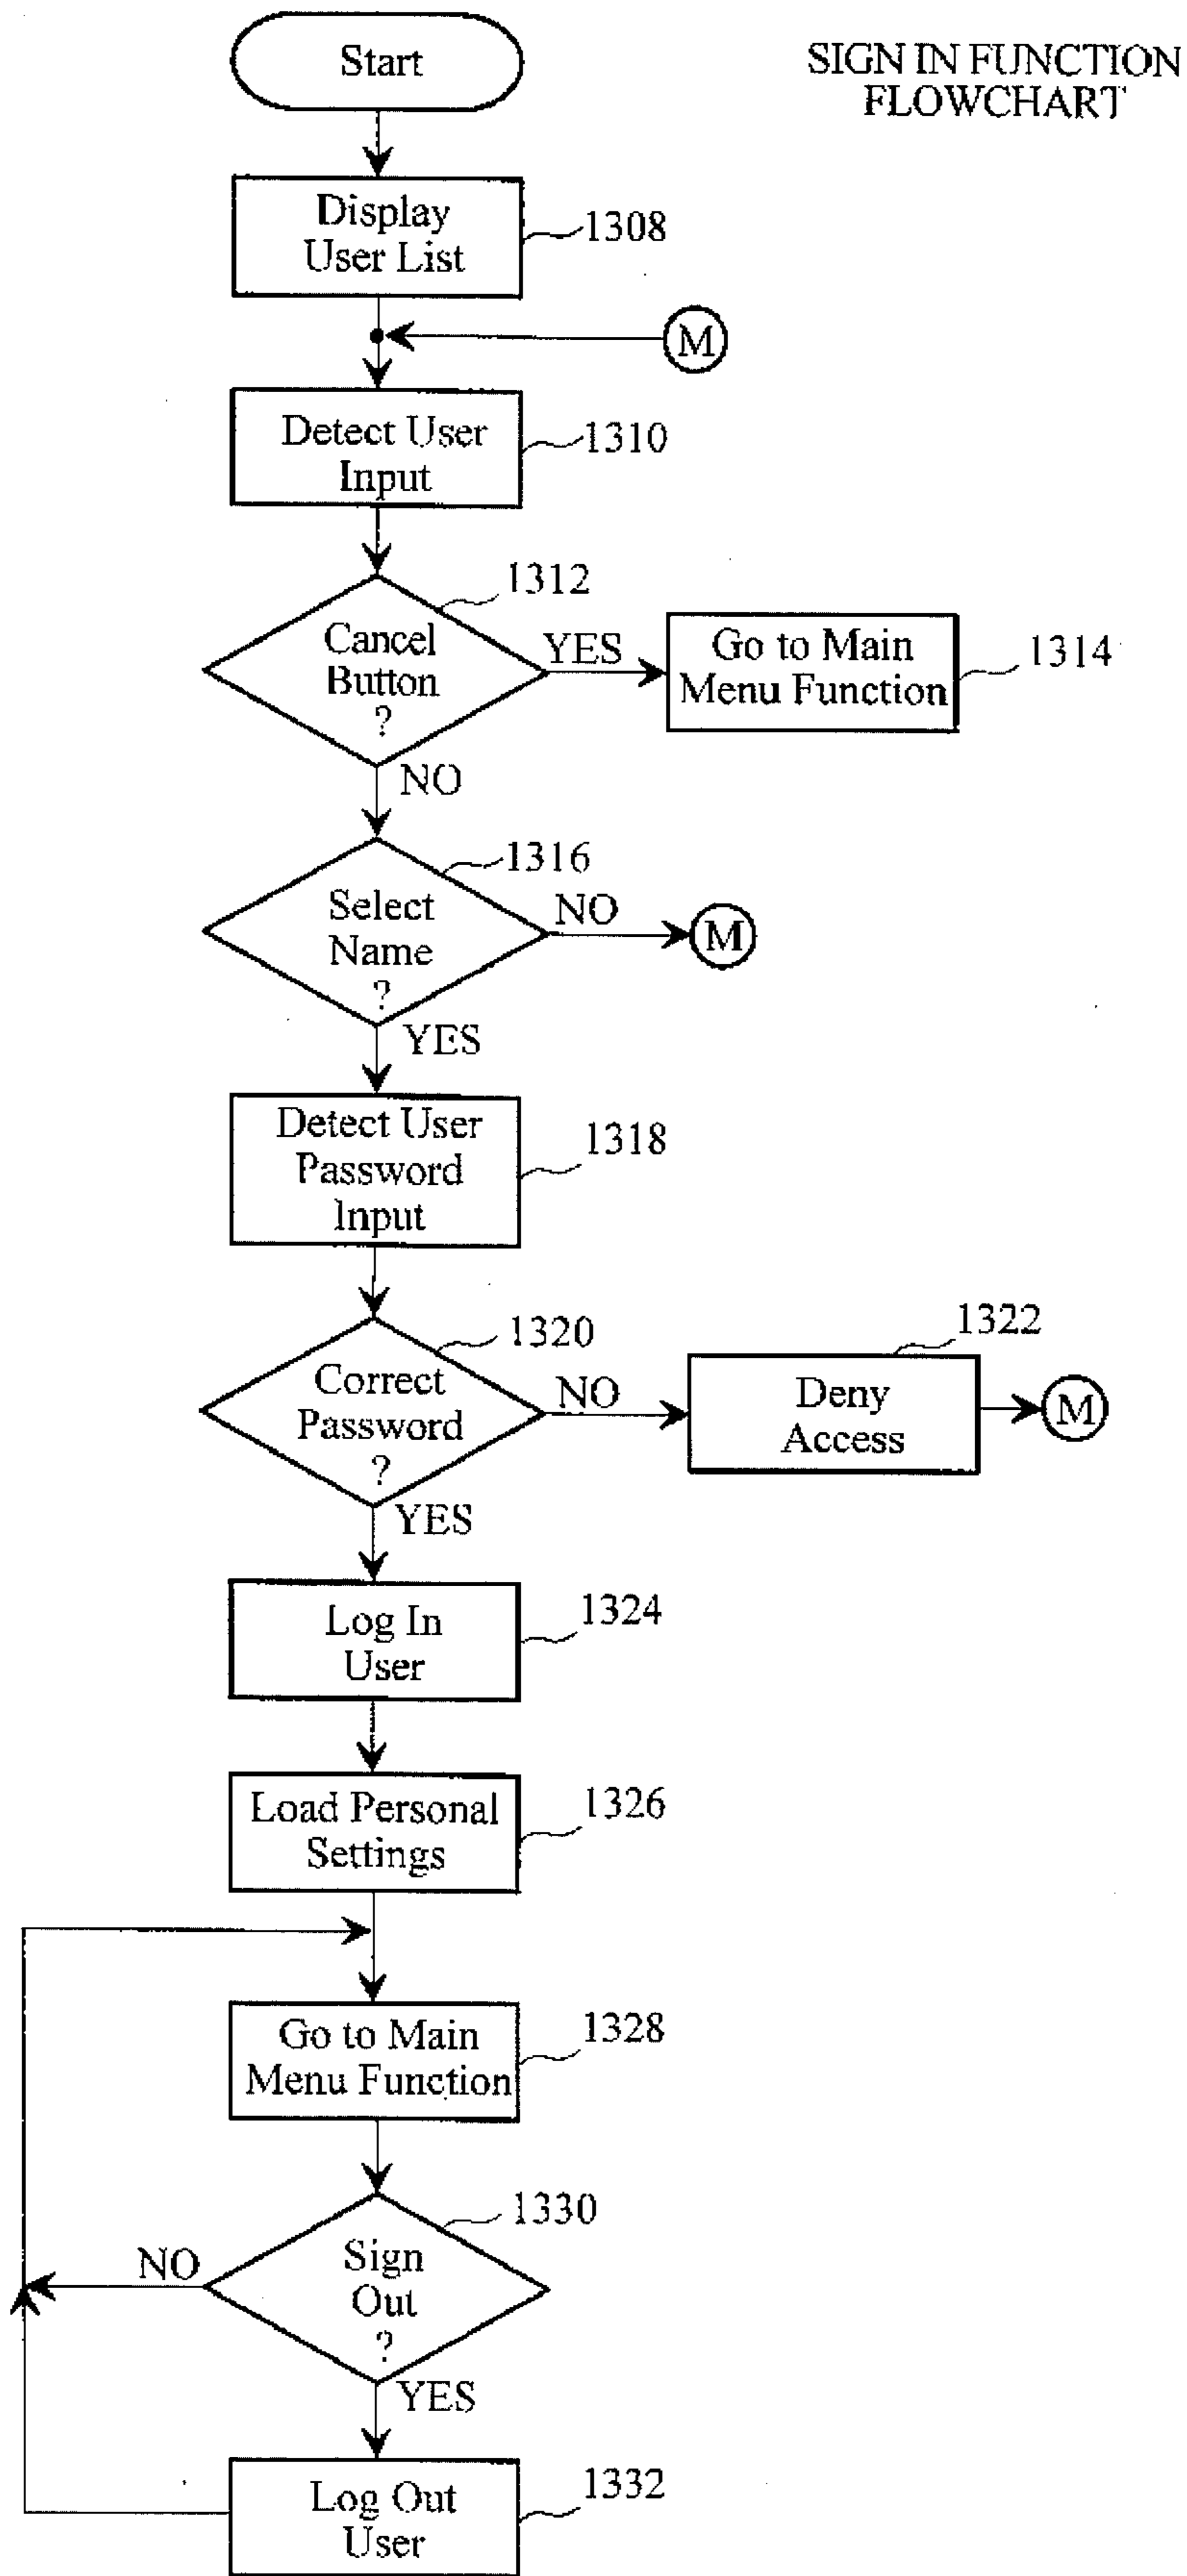 Start
SIGN IN FUNCTION
FLOWCHART
Display
User List
1308
M
Detect User
Input
1310
1312
Cancel
Button
?
YES
Go to Main
Menu Function
1314
NO
1316
Select
Name
?
NO
M
YES
Detect User
Password
Input
1318
1320
Correct
Password
?
NO
1322
Deny
Access
M
YES
Log In
User
1324
Load Personal
Settings
1326
Go to Main
Menu Function
1328
1330
Sign
Out
?
NO
YES
Log Out
User
1332